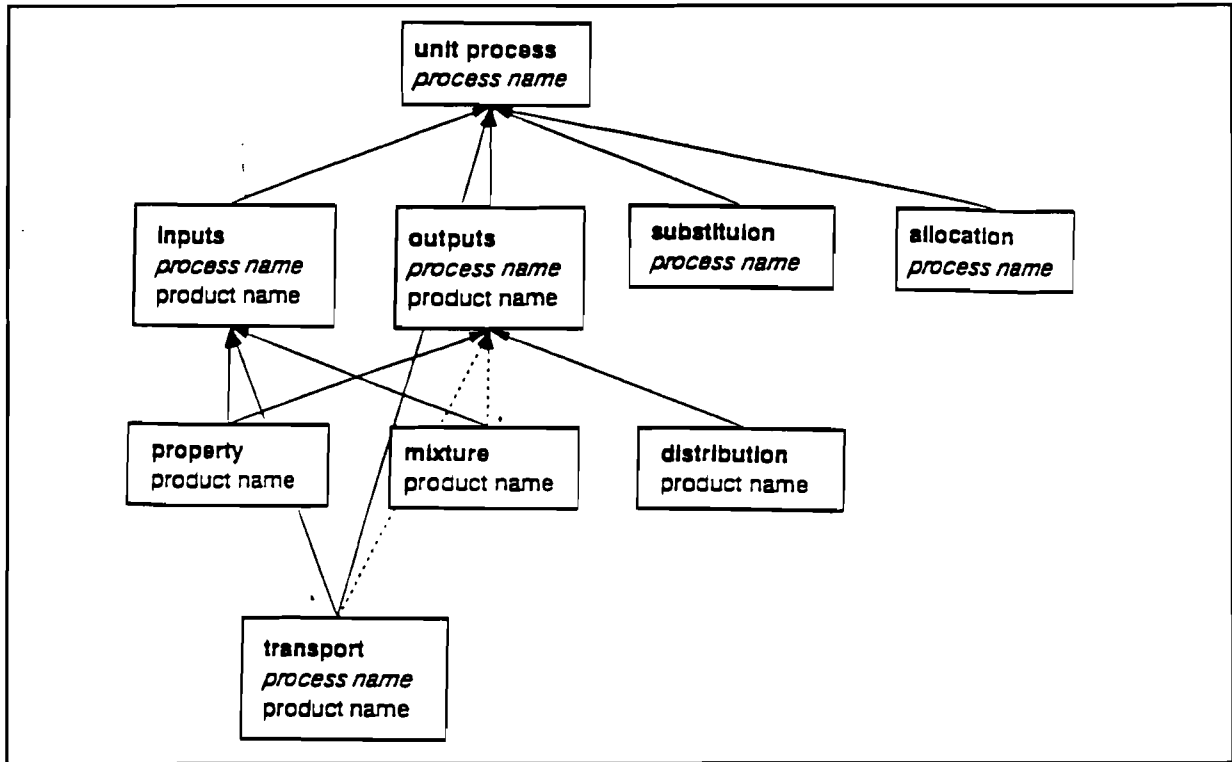 unit process
process name
inputs
process name
product name
outputs
process name
product name
substituion
process name
allocation
process name
property
product name
mixture
product name
distribution
product name
transport
process name
product name